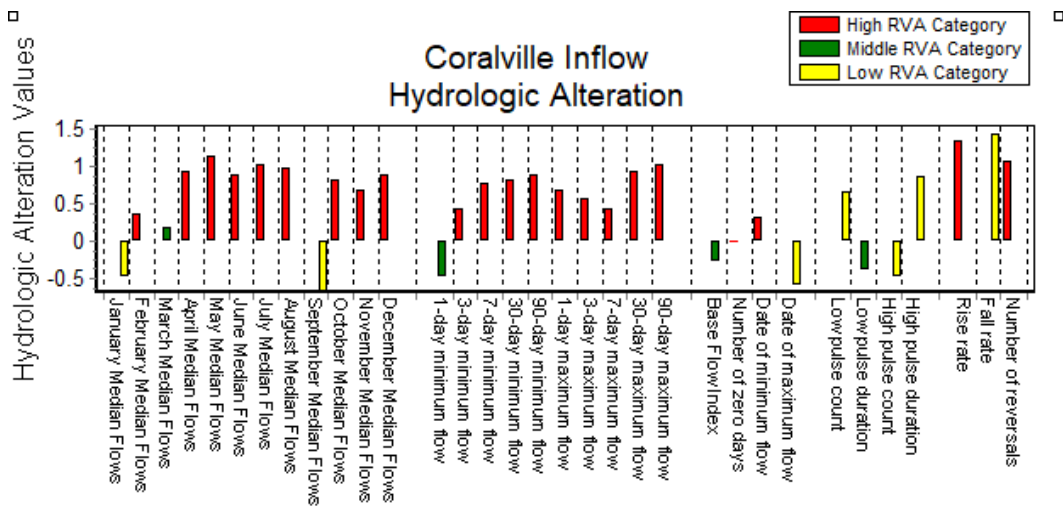 High RVA Category
Middle RVA Category
Low RVA Category
Coralville Inflow
Hydrologic Alteration
Hydrologic Alteration Values
1.5
1
0.5
0
-0.5
January Median Flows
February Median Flows
March Median Flows
April Median Flows
May Median Flows
June Median Flows
July Median Flows
August Median Flows
September Median Flows
October Median Flows
November Median Flows
December Median Flows
1-day minimum flow
3-day minimum flow
7-day minimum flow
30-day minimum flow
90-day minimum flow
1-day maximum flow
3-day maximum flow
7-day maximum flow
30-day maximum flow
90-day maximum flow
Base Flow Index
Number of zero days
Date of minimum flow
Date of maximum flow
Low pulse count
Low pulse duration
High pulse count
High pulse duration
Rise rate
Fall rate
Number of reversals